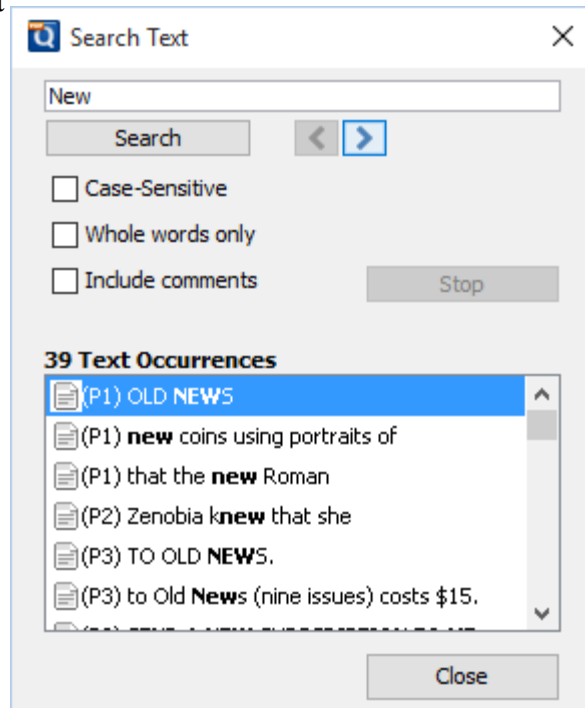 Search Text
New
Search
Case-Sensitive
Whole words only
Include comments
Stop
39 Text Occurrences
(P1) OLD NEWS
(P1) new coins using portraits of
(P1) that the new Roman
(P2) Zenobia knew that she
(P3) TO OLD NEWS.
(P3) to Old News (nine issues) costs $15.
Close